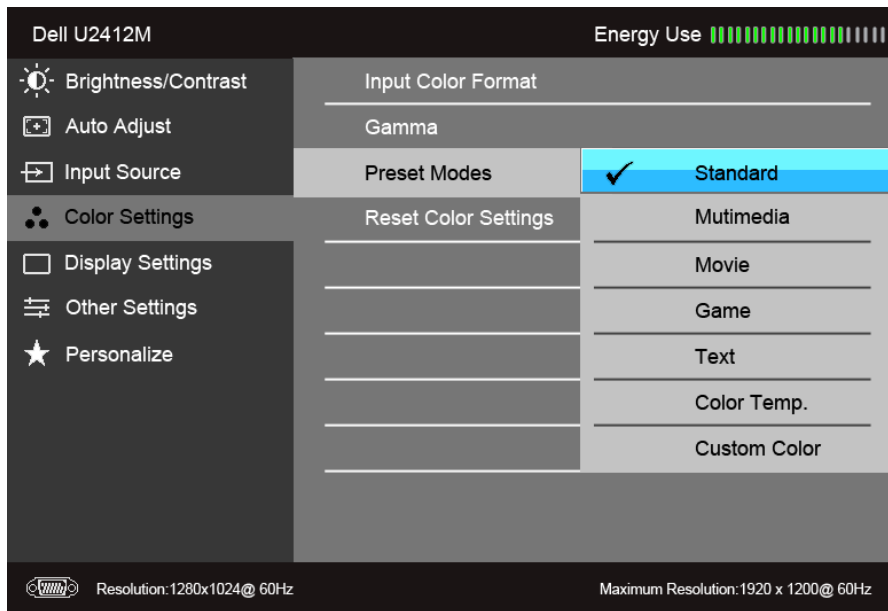 Dell U2412M
Energy Use
Brightness/Contrast
Auto Adjust
Input Source
Color Settings
Display Settings
Other Settings
Personalize
Input Color Format
Gamma
Preset Modes
Reset Color Settings
Standard
Mutimedia
Movie
Game
Text
Color Temp.
Custom Color
Resolution:1280x1024@ 60Hz
Maximum Resolution:1920 x 1200@ 60Hz